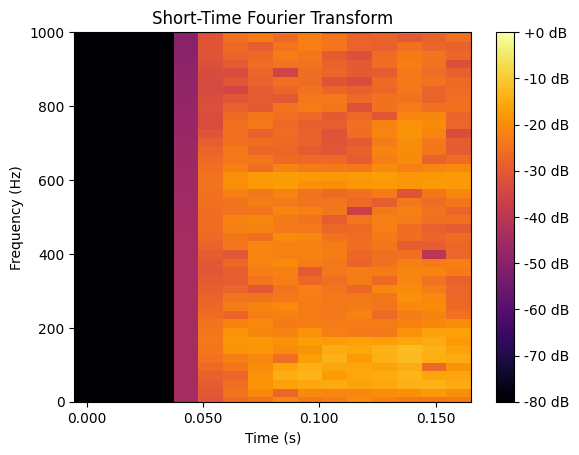 Short-Time Fourier Transform
1000
800
600
400
200
0
Frequency (Hz)
0.000
0.050
0.100
0.150
Time (s)
+0 dB
-10 dB
-20 dB
-30 dB
-40 dB
-50 dB
-60 dB
-70 dB
-80 dB